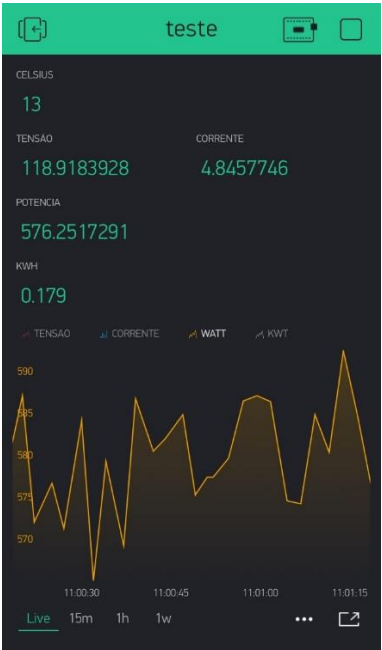 teste
CELSIUS
13
TENSÃO CORRENTE
118.9183928 4.8457746
POTENCIA
576.2517291
KWH
0.179
TENSAO CORRENTE WATT KWT
590
585
580
575
570
11:00:30 11:00:45 11:01:00 11:01:15
Live 15m 1h 1w